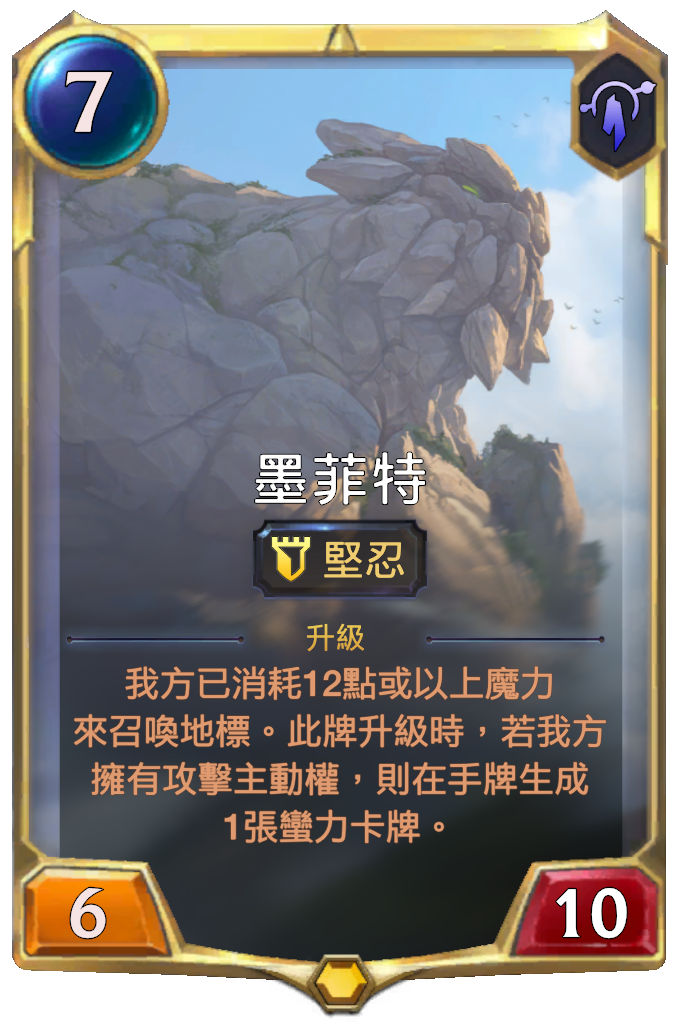 7
墨菲特
堅忍
升級
我方已消耗12點或以上魔力
來召喚地標。此牌升級時,若我方
擁有攻擊主動權,則在手牌生成
1張蠻力卡牌。
6
10